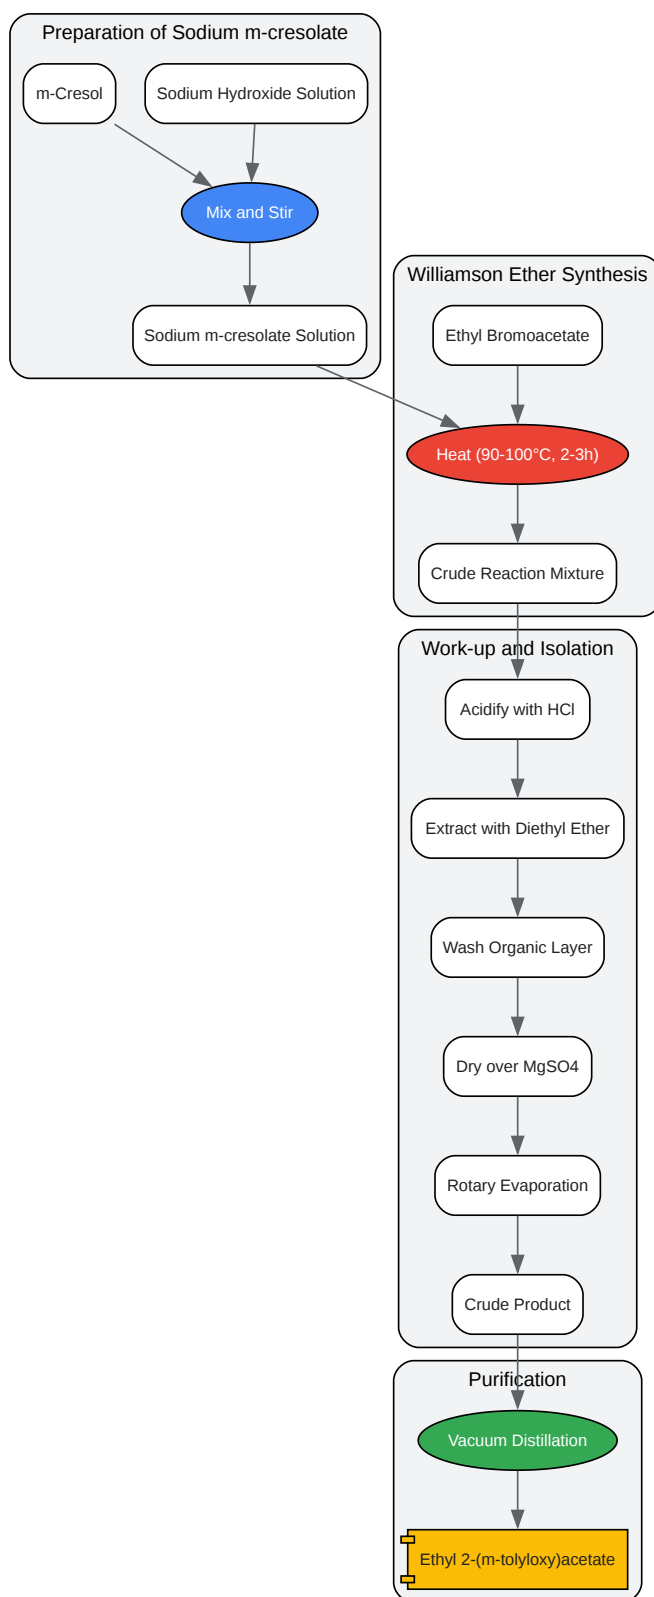 Preparation of Sodium m-cresolate
m-Cresol
Sodium Hydroxide Solution
Mix and Stir
Sodium m-cresolate Solution
Williamson Ether Synthesis
Ethyl Bromoacetate
Heat (90-100°C, 2-3h)
Crude Reaction Mixture
Work-up and Isolation
Acidify with HCl
Extract with Diethyl Ether
Wash Organic Layer
Dry over MgSO4
Rotary Evaporation
Crude Product
Purification
Vacuum Distillation
Ethyl 2-(m-tolyloxy)acetate